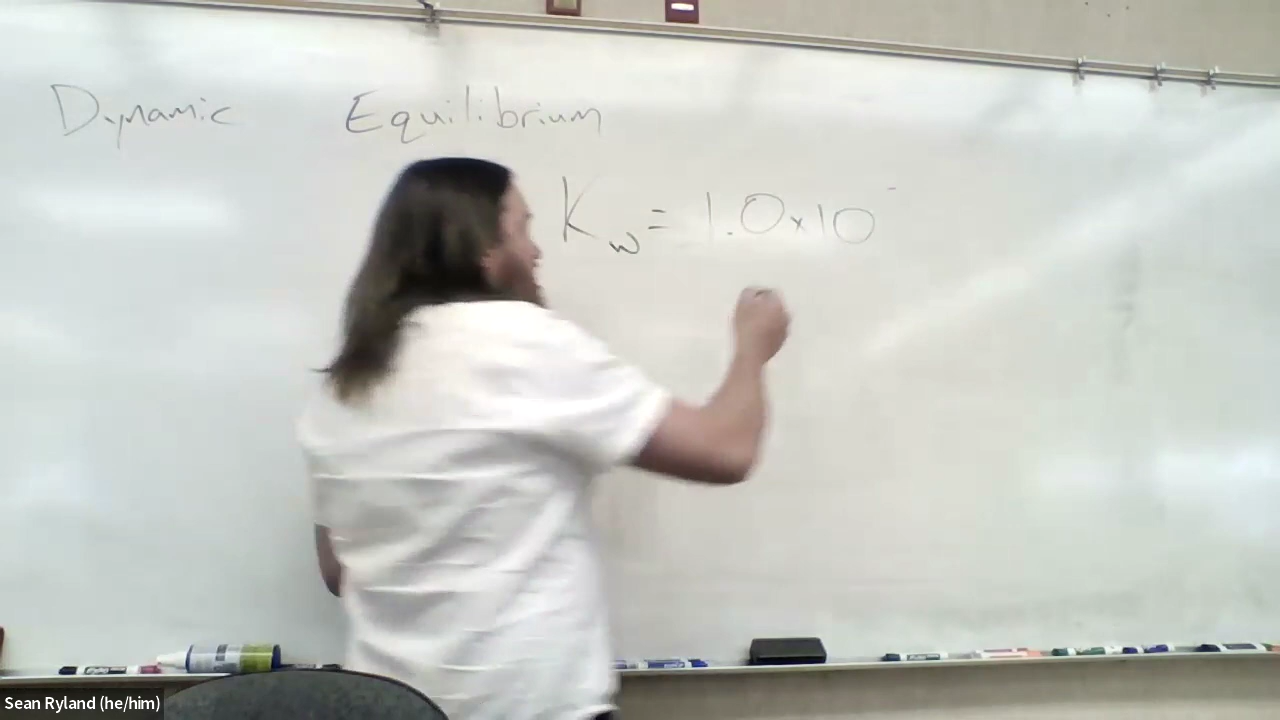 Dynamic Equilibrium
Kw = 1.0x10-
Sean Ryland (he/him)